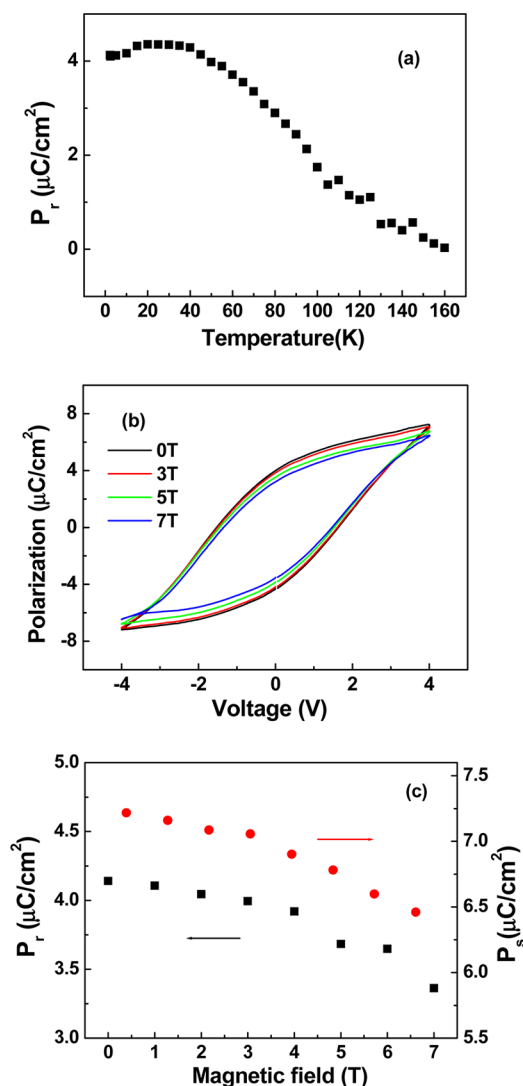 (a)
4
2
0
P_r (μC/cm²)
0 20 40 60 80 100 120 140 160
Temperature(K)
(b)
0T
3T
5T
7T
8
4
0
-4
-8
Polarization (μC/cm²)
-4 -2 0 2 4
Voltage (V)
(c)
5.0
4.5
4.0
3.5
3.0
P_r (μC/cm²)
7.5
7.0
6.5
6.0
5.5
P_s (μC/cm²)
0 1 2 3 4 5 6 7
Magnetic field (T)